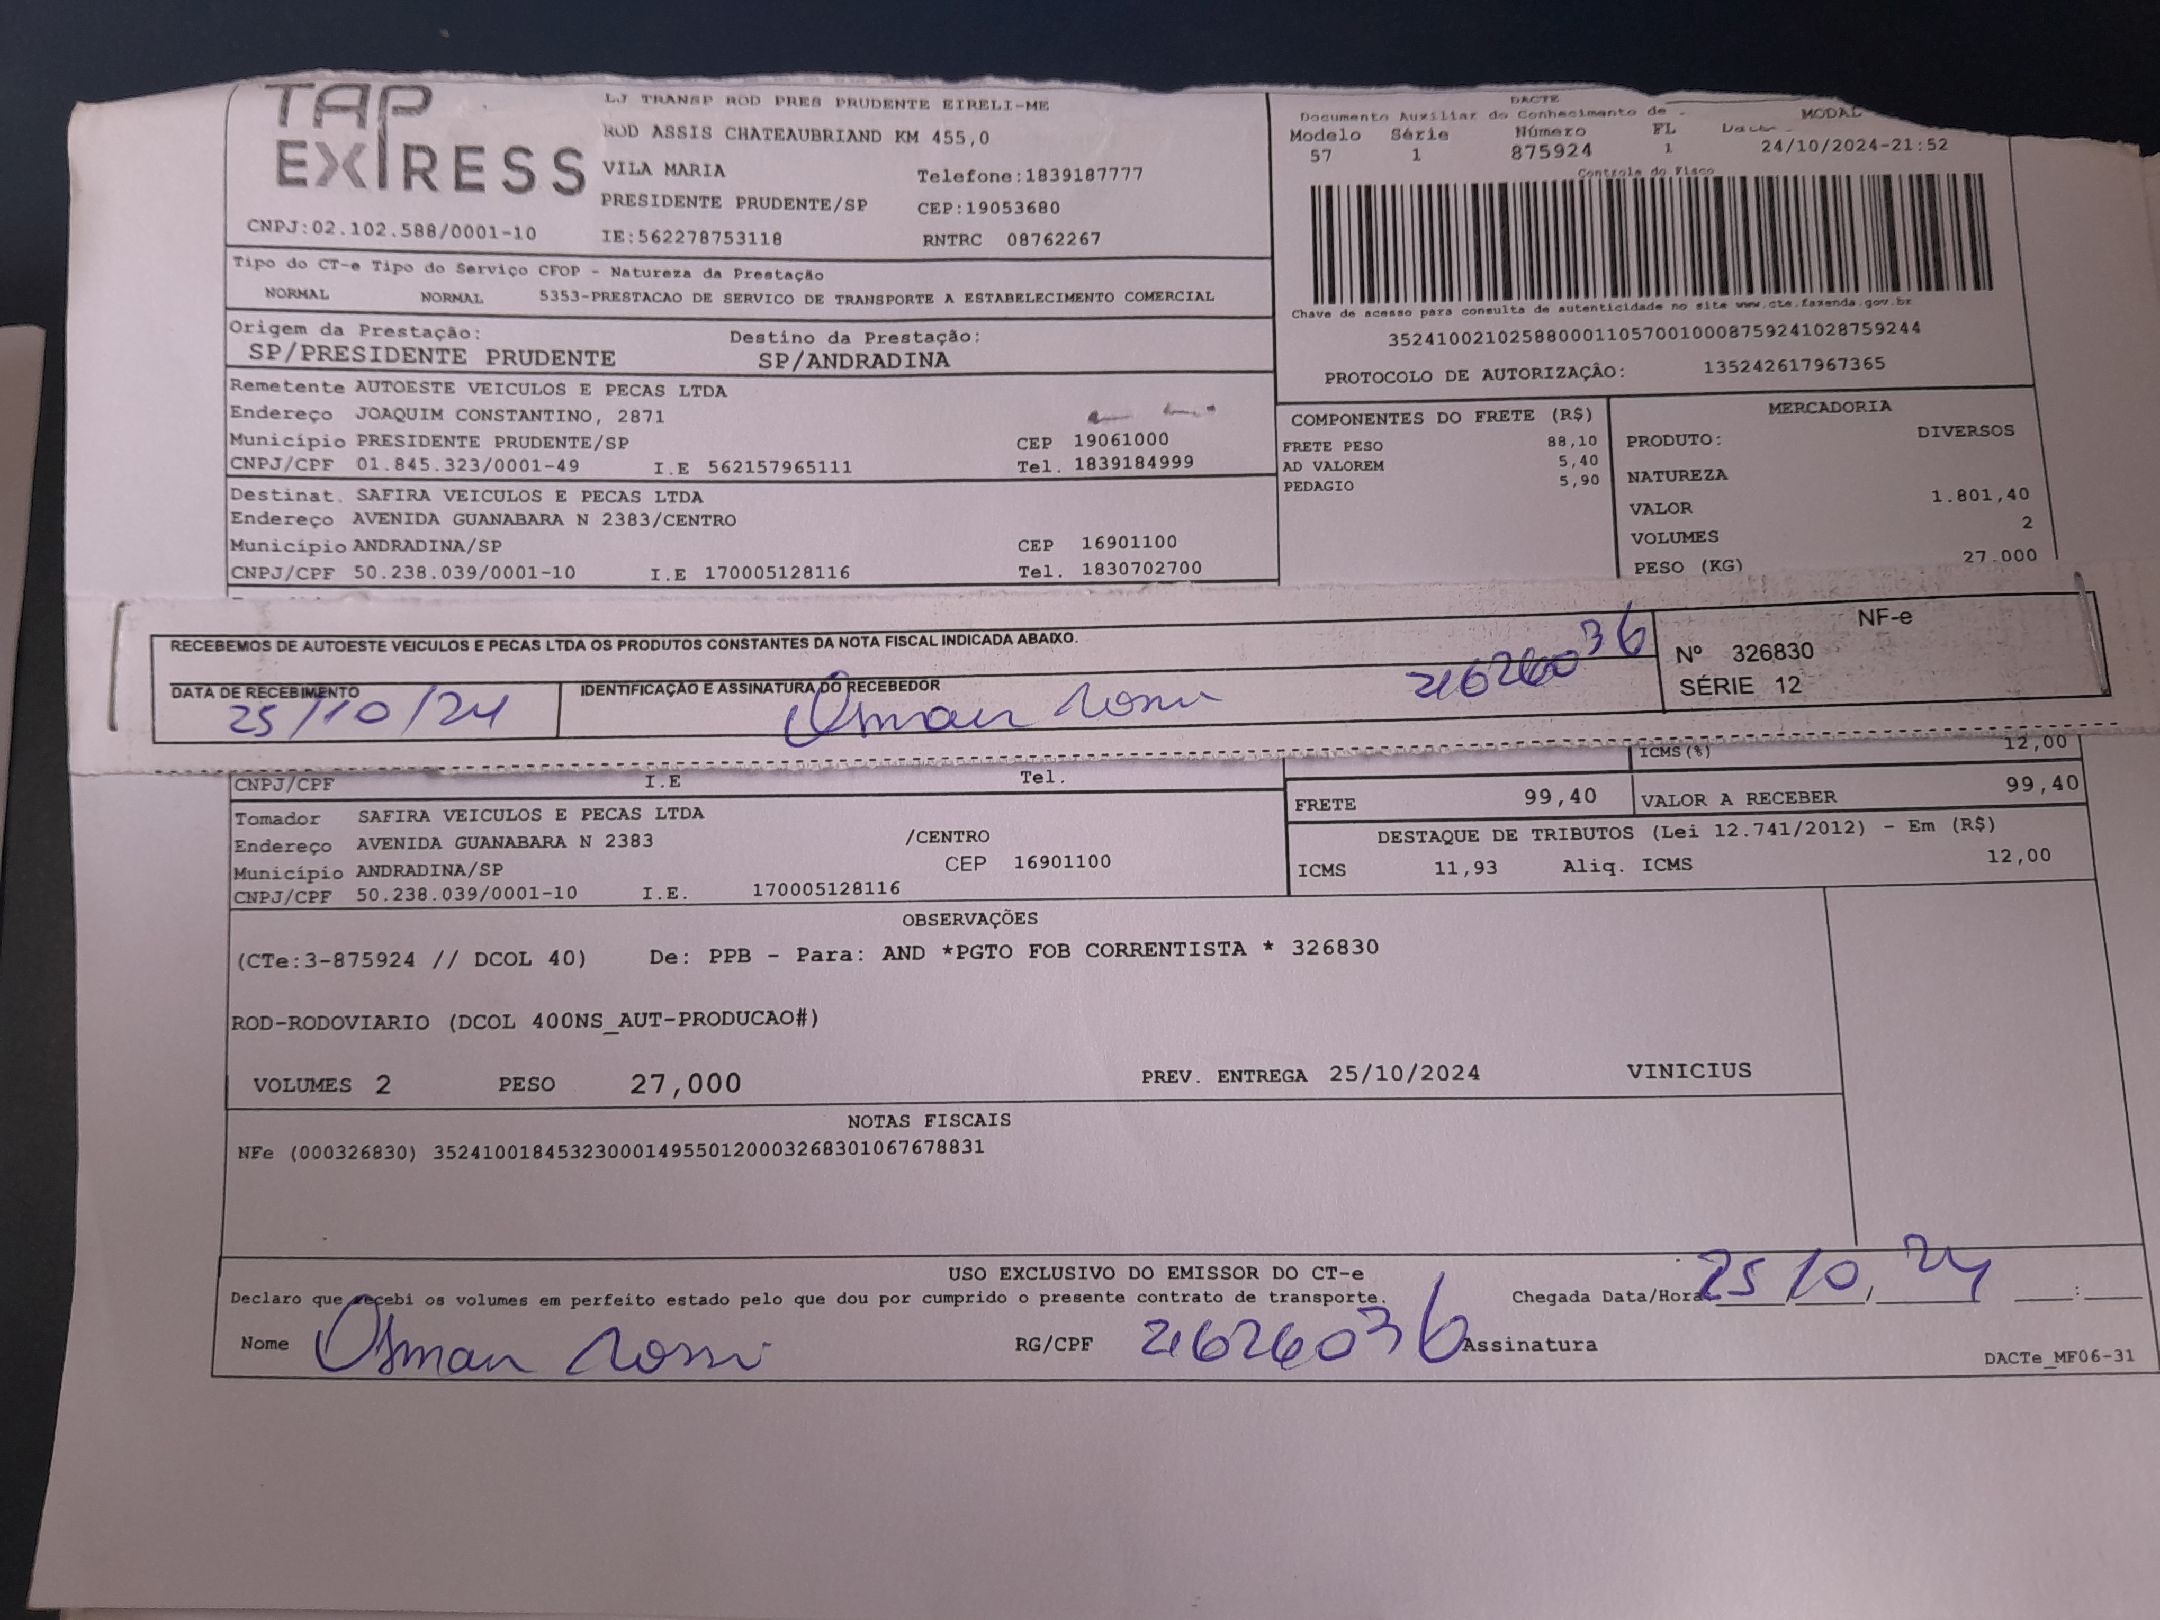 TAP EXPRESS
LJ TRANSP ROD PRES PRUDENTE EIRELI-ME
ROD ASSIS CHATEAUBRIAND KM 455,0
VILA MARIA Telefone:1839187777
PRESIDENTE PRUDENTE/SP CEP:19053680
CNPJ:02.102.588/0001-10 IE:562278753118 RNTRC 08762267
DACTE
Documento Auxiliar do Conhecimento de MODAL
Modelo Série Número FL
57 1 875924 1 24/10/2024-21:52
Controle do Fisco
Chave de acesso para consulta de autenticidade no site www.cte.fazenda.gov.br
35241002102588000110570010008759241028759244
PROTOCOLO DE AUTORIZAÇÃO: 135242617967365
Tipo do CT-e Tipo do Serviço CFOP - Natureza da Prestação
NORMAL NORMAL 5353-PRESTACAO DE SERVICO DE TRANSPORTE A ESTABELECIMENTO COMERCIAL
Origem da Prestação: Destino da Prestação:
SP/PRESIDENTE PRUDENTE SP/ANDRADINA
Remetente AUTOESTE VEICULOS E PECAS LTDA
Endereço JOAQUIM CONSTANTINO, 2871
Município PRESIDENTE PRUDENTE/SP CEP 19061000
CNPJ/CPF 01.845.323/0001-49 I.E 562157965111 Tel. 1839184999
Destinat. SAFIRA VEICULOS E PECAS LTDA
Endereço AVENIDA GUANABARA N 2383/CENTRO
Município ANDRADINA/SP CEP 16901100
CNPJ/CPF 50.238.039/0001-10 I.E 170005128116 Tel. 1830702700
COMPONENTES DO FRETE (R$)
FRETE PESO 88,10
AD VALOREM 5,40
PEDAGIO 5,90
MERCADORIA
PRODUTO: DIVERSOS
NATUREZA
VALOR 1.801,40
VOLUMES 2
PESO (KG) 27.000
RECEBEMOS DE AUTOESTE VEICULOS E PECAS LTDA OS PRODUTOS CONSTANTES DA NOTA FISCAL INDICADA ABAIXO.
DATA DE RECEBIMENTO IDENTIFICAÇÃO E ASSINATURA DO RECEBEDOR
25/10/24 Osmar 
NF-e
Nº 326830
SÉRIE 12
ICMS(%) 12,00
CNPJ/CPF I.E Tel.
FRETE 99,40 VALOR A RECEBER 99,40
Tomador SAFIRA VEICULOS E PECAS LTDA
Endereço AVENIDA GUANABARA N 2383 /CENTRO
Município ANDRADINA/SP CEP 16901100
CNPJ/CPF 50.238.039/0001-10 I.E. 170005128116
DESTAQUE DE TRIBUTOS (Lei 12.741/2012) - Em (R$)
ICMS 11,93 Aliq. ICMS 12,00
OBSERVAÇÕES
(CTe:3-875924 // DCOL 40) De: PPB - Para: AND *PGTO FOB CORRENTISTA * 326830
ROD-RODOVIARIO (DCOL 400NS_AUT-PRODUCAO#)
VOLUMES 2 PESO 27,000 PREV. ENTREGA 25/10/2024 VINICIUS
NOTAS FISCAIS
NFe (000326830) 35241001845323000149550120003268301067678831
USO EXCLUSIVO DO EMISSOR DO CT-e
Declaro que recebi os volumes em perfeito estado pelo que dou por cumprido o presente contrato de transporte. Chegada Data/Hora 25/10/24
Nome Osmar RG/CPF Assinatura
DACTe_MF06-31